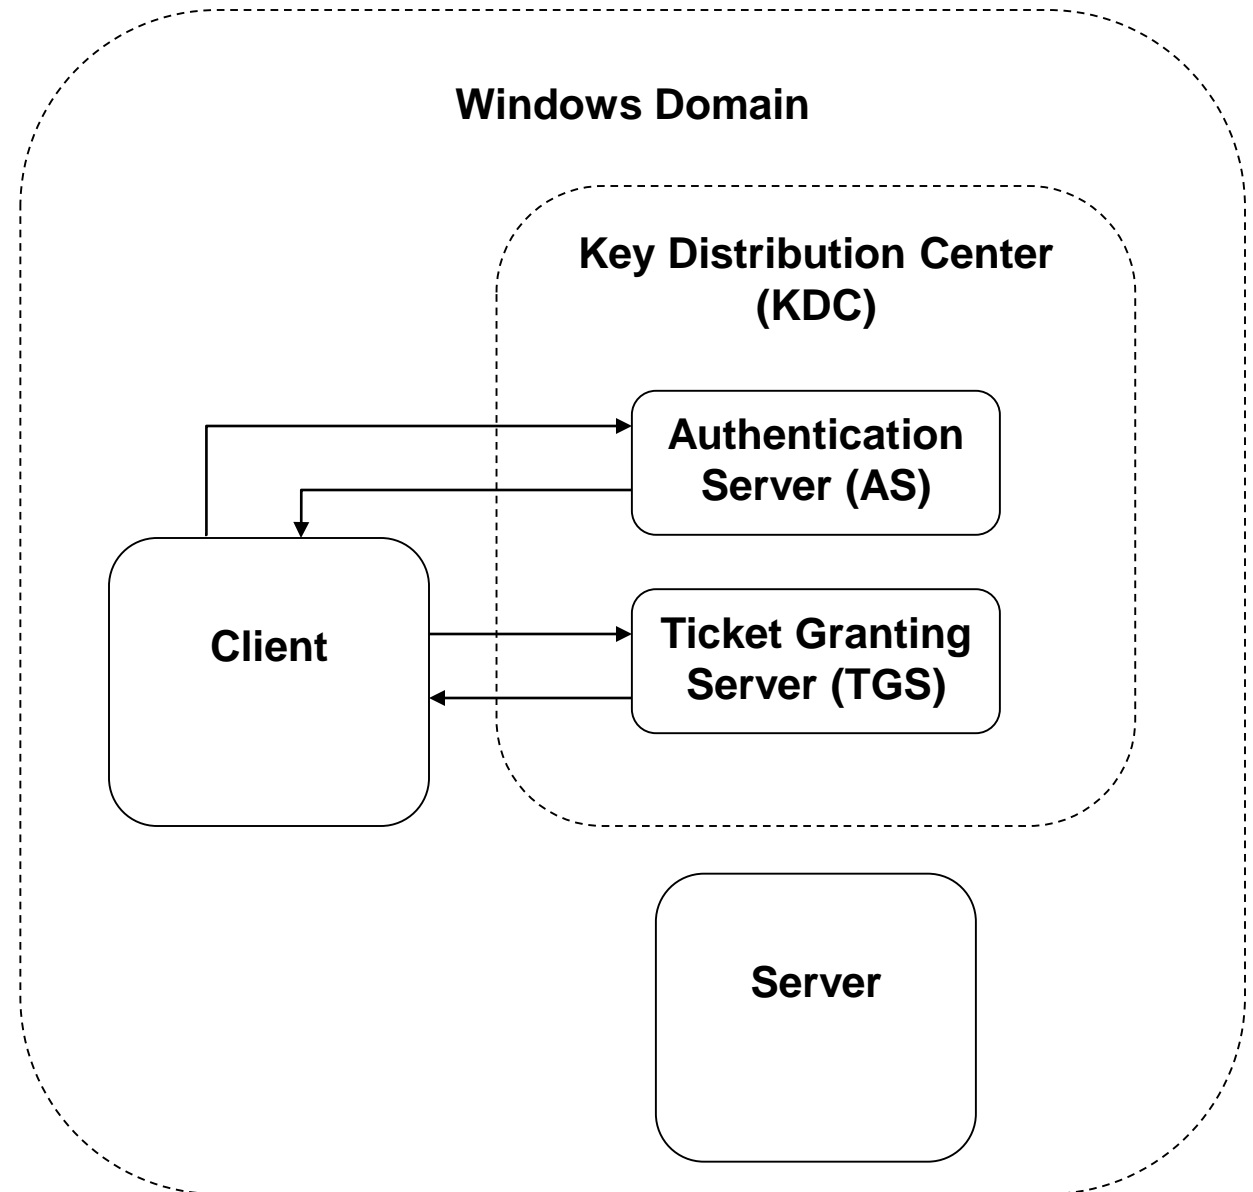 Windows Domain
Key Distribution Center
(KDC)
Authentication
Server (AS)
Client
Ticket Granting
Server (TGS)
Server